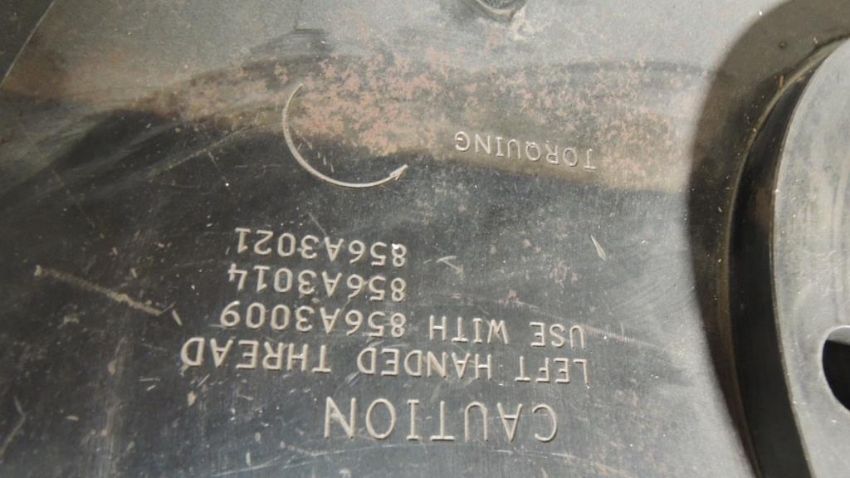 CAUTION
LEFT HANDED THREAD
USE WITH 856A3009
856A3014
856A3021
TORQUING